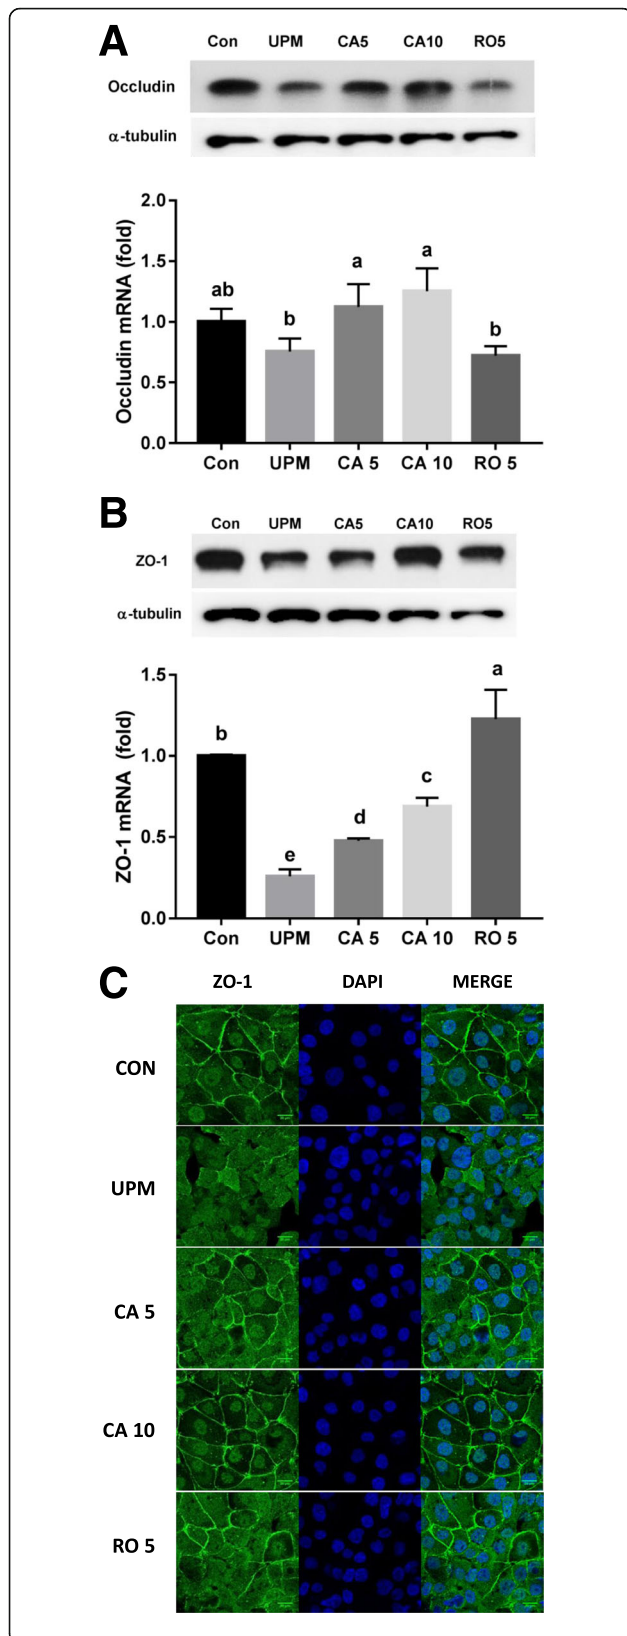 A
Con UPM CA5 CA10 RO5
Occludin
α-tubulin
Occludin mRNA (fold)
2.0
1.5
1.0
0.5
0.0
ab
b
a
a
b
Con UPM CA 5 CA 10 RO 5
B
Con UPM CA5 CA10 RO5
ZO-1
α-tubulin
ZO-1 mRNA (fold)
1.5
1.0
0.5
0.0
b
e
d
c
a
Con UPM CA 5 CA 10 RO 5
C
ZO-1 DAPI MERGE
CON
UPM
CA 5
CA 10
RO 5